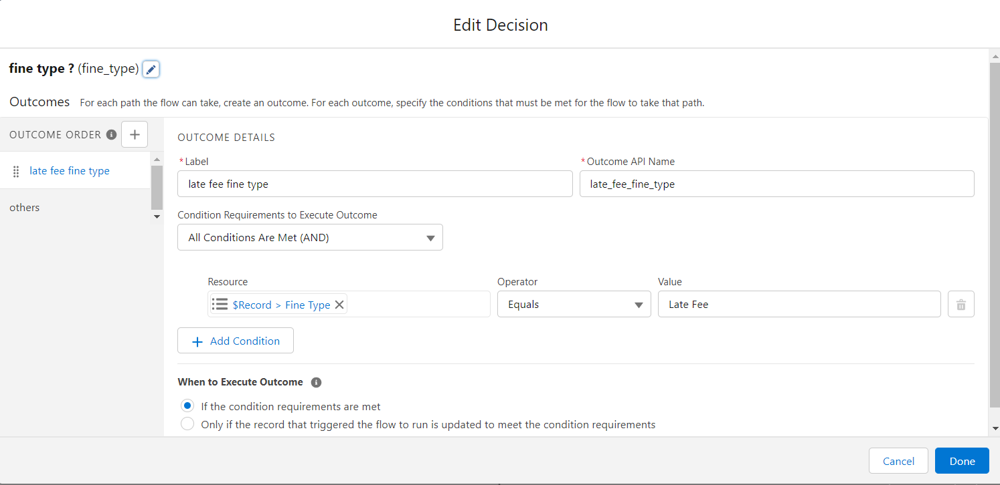 Edit Decision
fine type ? (fine_type)
Outcomes For each path the flow can take, create an outcome. For each outcome, specify the conditions that must be met for the flow to take that path.
OUTCOME ORDER
late fee fine type
others
OUTCOME DETAILS
*Label
late fee fine type
*Outcome API Name
late_fee_fine_type
Condition Requirements to Execute Outcome
All Conditions Are Met (AND)
Resource Operator Value
$Record > Fine Type Equals Late Fee
Add Condition
When to Execute Outcome
If the condition requirements are met
Only if the record that triggered the flow to run is updated to meet the condition requirements
Cancel Done